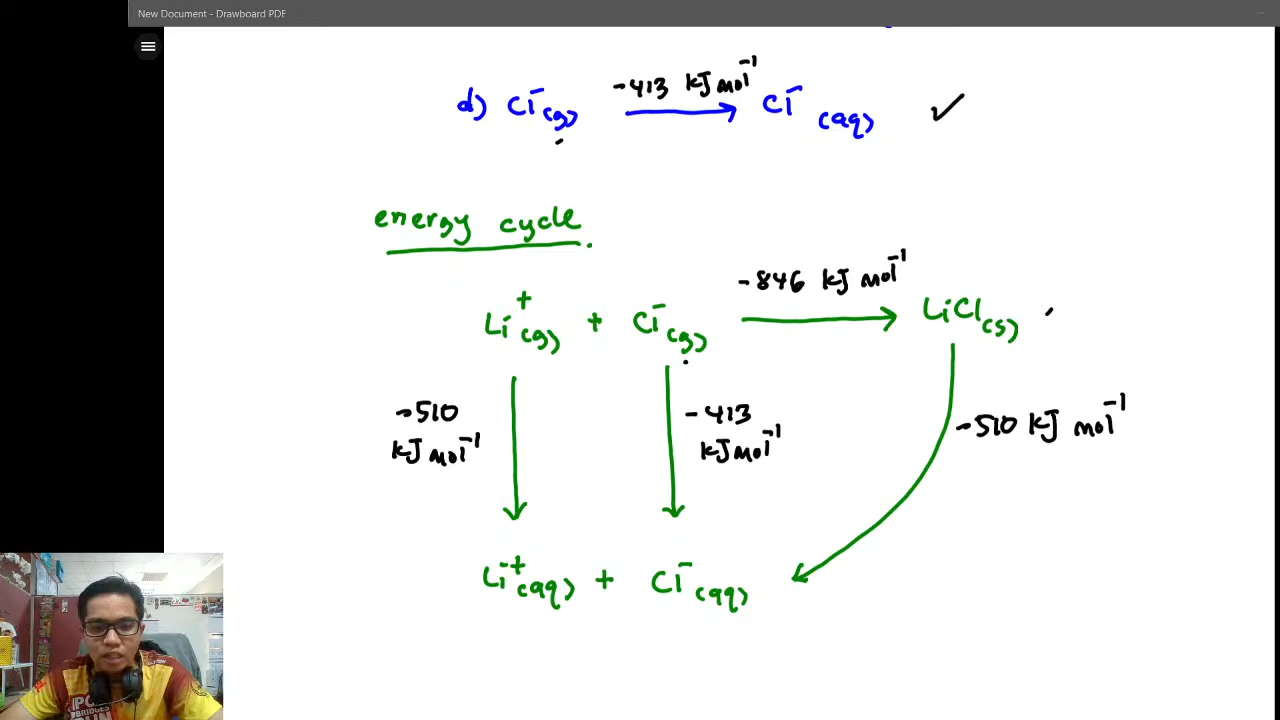 New Document - Drawboard PDF
d) Cl⁻(g) -413 kJ mol⁻¹ → Cl⁻ (aq) ✓
energy cycle.
-846 kJ mol⁻¹
Li⁺(g) + Cl⁻(g) → LiCl(s)
-510 kJ mol⁻¹
-413 kJ mol⁻¹
-510 kJ mol⁻¹
Li⁺(aq) + Cl⁻(aq)